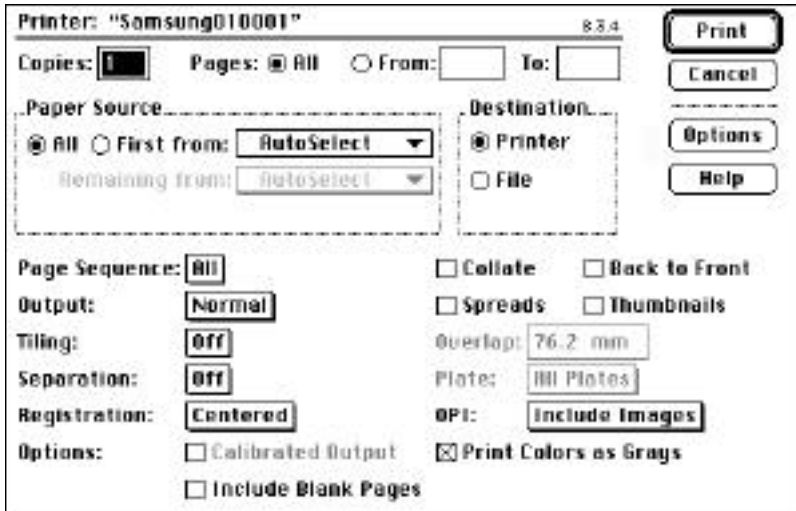 Printer: “Samsung010001” 8.3.4 Print
Copies: 1 Pages: All From: To: Cancel
Paper Source Destination
All First from: AutoSelect Printer Options
Remaining from: AutoSelect File Help
Page Sequence: All Collate Back to Front
Output: Normal Spreads Thumbnails
Tiling: Off Overlap: 76.2 mm
Separation: Off Plate: All Plates
Registration: Centered OPI: Include Images
Options: Calibrated Output Print Colors as Grays
Include Blank Pages